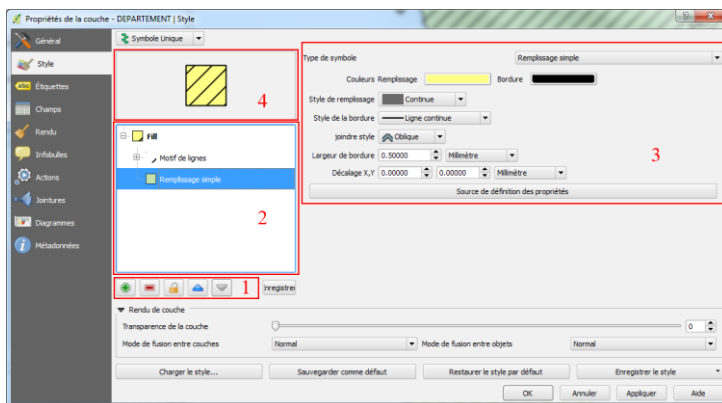 Propriétés de la couche - DEPARTEMENT | Style
Général
Style
Étiquettes
Champs
Rendu
Infobulles
Actions
Jointures
Diagrammes
Métadonnées
Symbole Unique
4
Fill
Motif de lignes
Remplissage simple
2
1
nregistrer
Type de symbole Remplissage simple
Couleurs Remplissage Bordure
Style de remplissage Continue
Style de la bordure Ligne continue
joindre style Oblique
Largeur de bordure 0.50000 Millimètre
Décalage X,Y 0.00000 0.00000 Millimètre
Source de définition des propriétés
3
Rendu de couche
Transparence de la couche 0
Mode de fusion entre couches Normal Mode de fusion entre objets Normal
Charger le style... Sauvegarder comme défaut Restaurer le style par défaut Enregistrer le style
OK Annuler Appliquer Aide